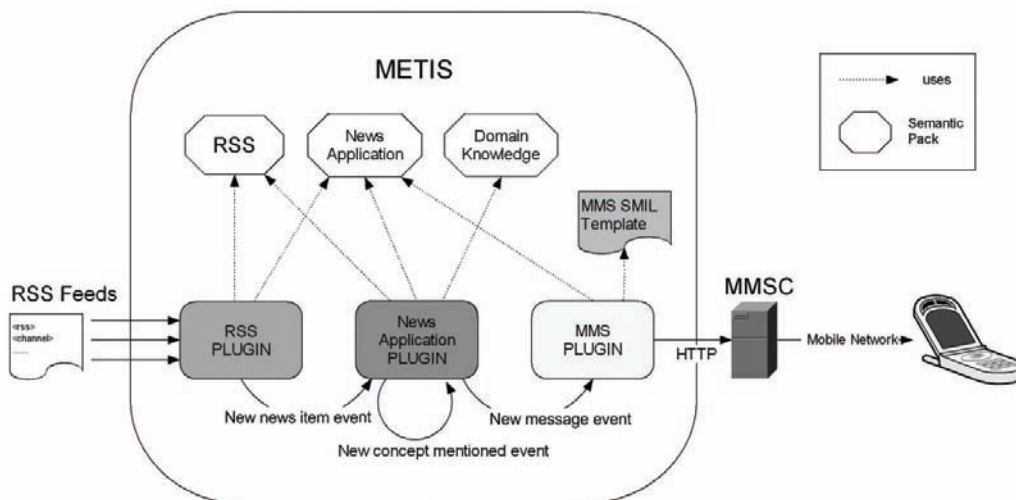 METIS
uses
Semantic
Pack
RSS
News
Application
Domain
Knowledge
MMS SMIL
Template
RSS Feeds
<rss>
<channel>
......
RSS
PLUGIN
News
Application
PLUGIN
MMS
PLUGIN
MMSC
HTTP
Mobile Network
New news item event
New message event
New concept mentioned event